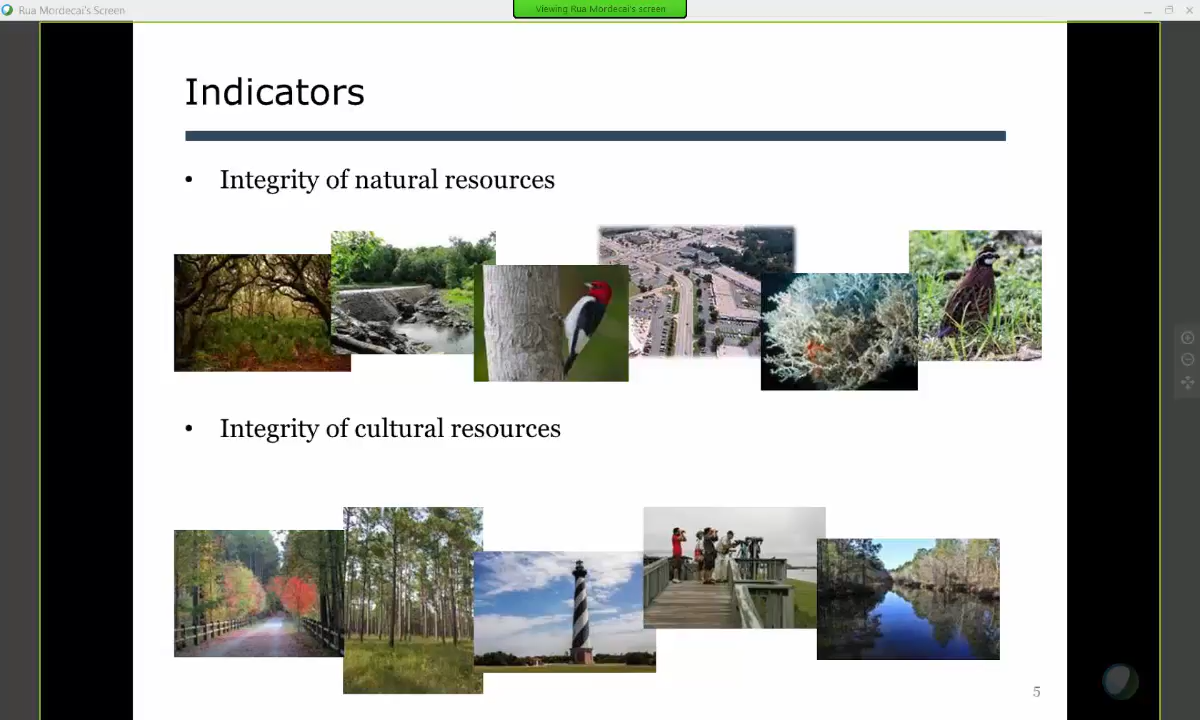 Rua Mordecai's Screen
Viewing Rua Mordecai's screen
Indicators
• Integrity of natural resources
• Integrity of cultural resources
5